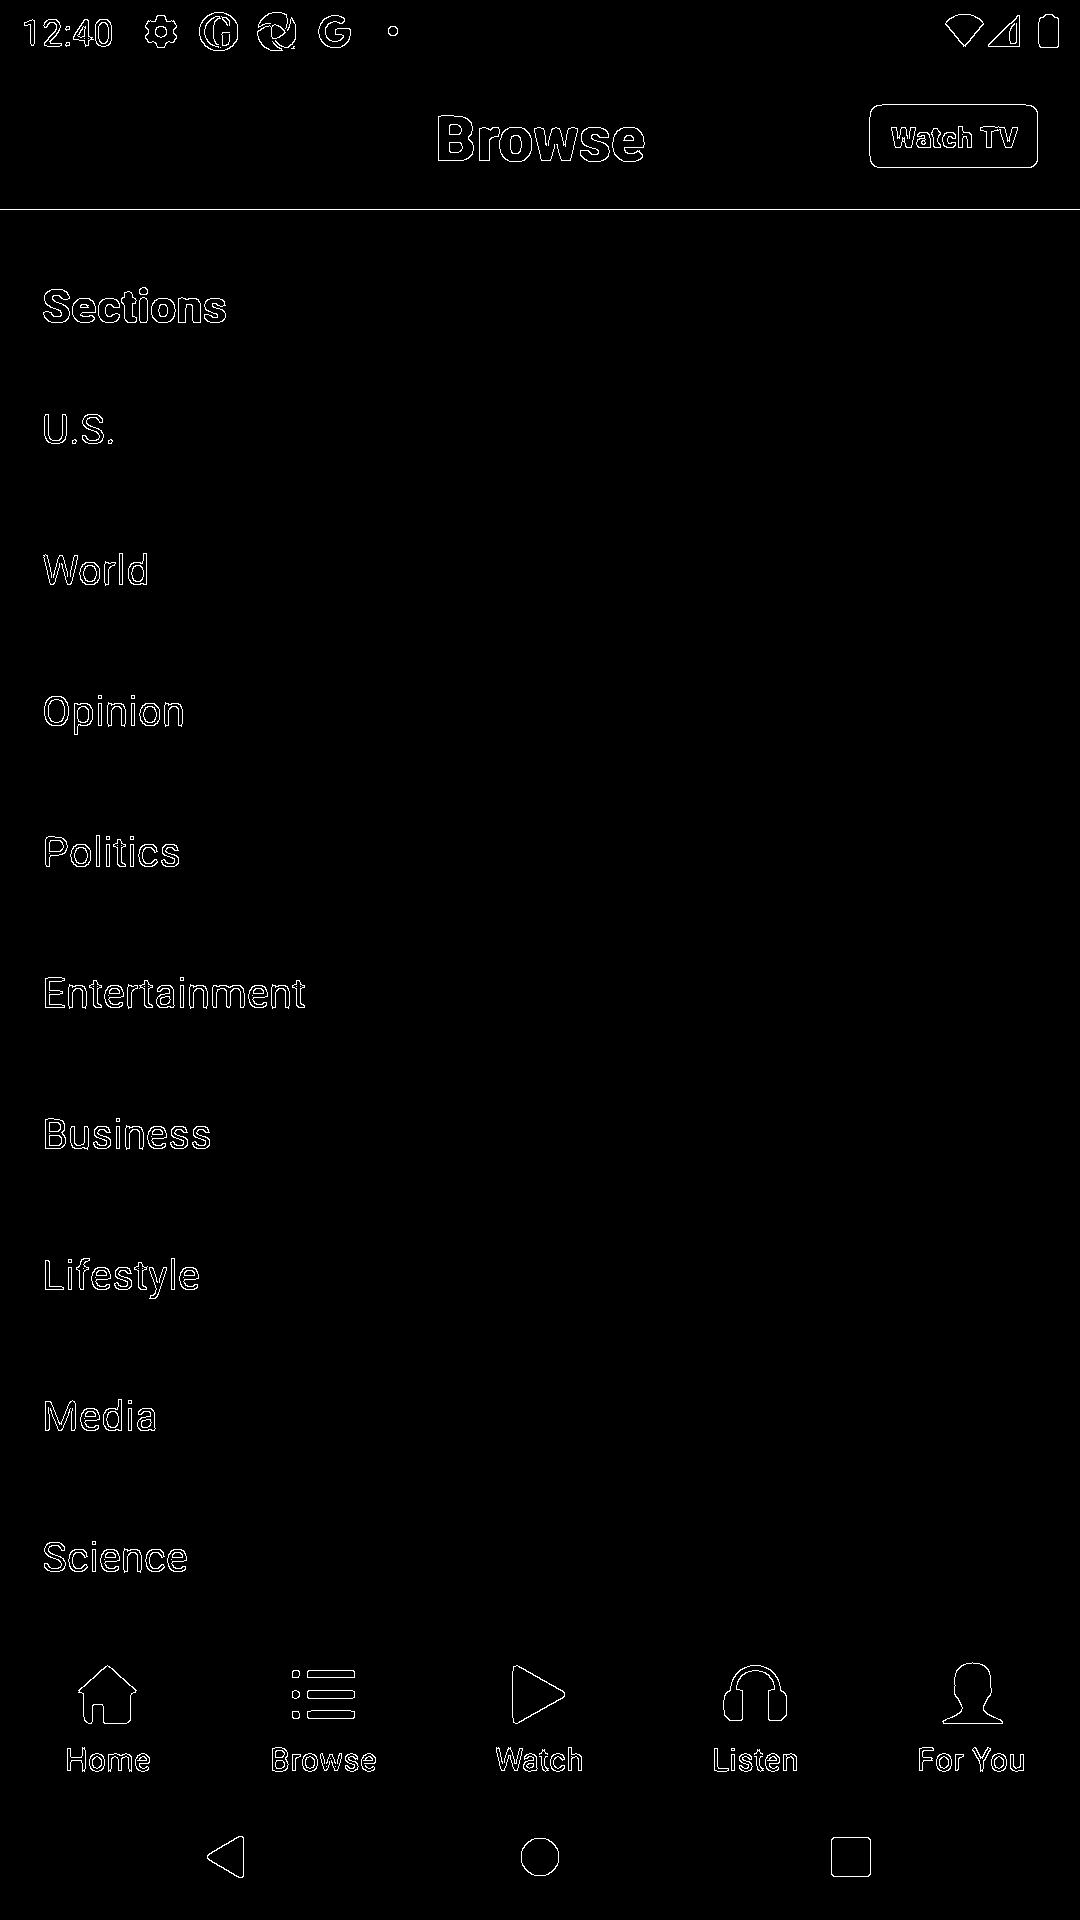 12:40
Browse
Watch TV
Sections
U.S.
World
Opinion
Politics
Entertainment
Business
Lifestyle
Media
Science
Home Browse Watch Listen For You